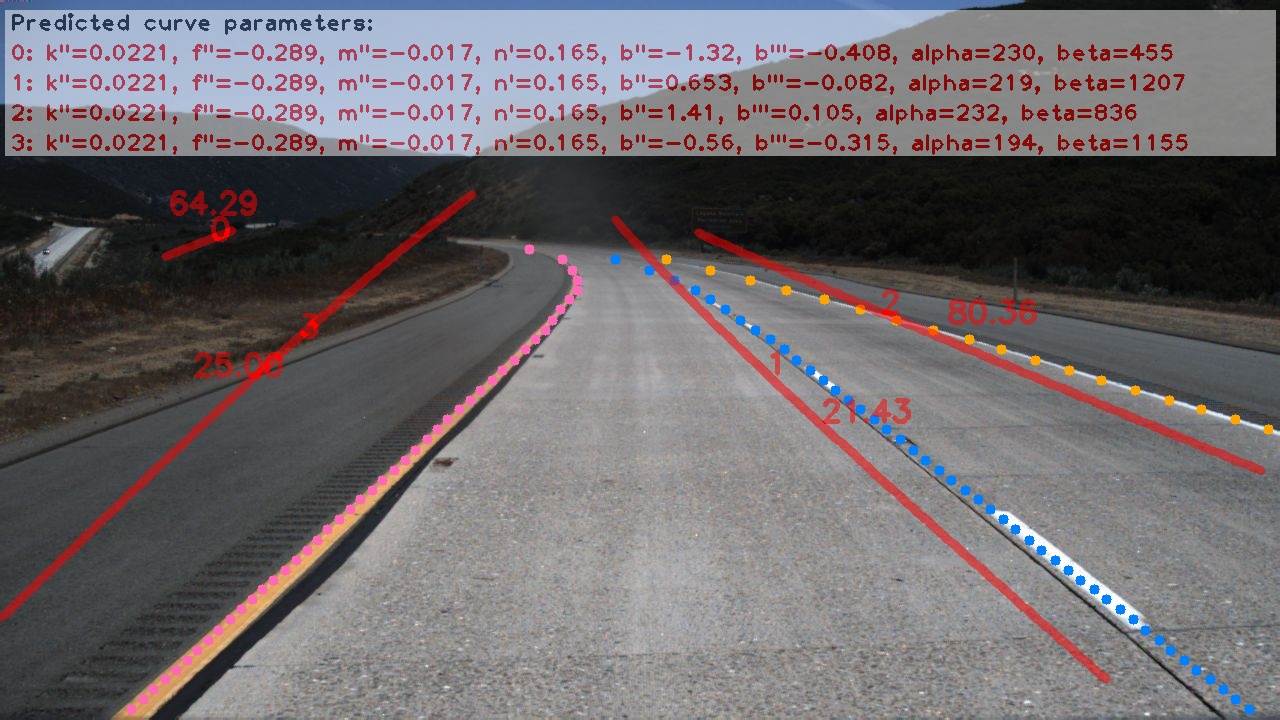 Predicted curve parameters:
0: k''=0.0221, f''=-0.289, m''=-0.017, n'=0.165, b''=-1.32, b'''=-0.408, alpha=230, beta=455
1: k''=0.0221, f''=-0.289, m''=-0.017, n'=0.165, b''=0.653, b'''=-0.082, alpha=219, beta=1207
2: k''=0.0221, f''=-0.289, m''=-0.017, n'=0.165, b''=1.41, b'''=0.105, alpha=232, beta=836
3: k''=0.0221, f''=-0.289, m''=-0.017, n'=0.165, b''=-0.56, b'''=-0.315, alpha=194, beta=1155
64.29
0
2
80.36
3
25.00
1
21.43